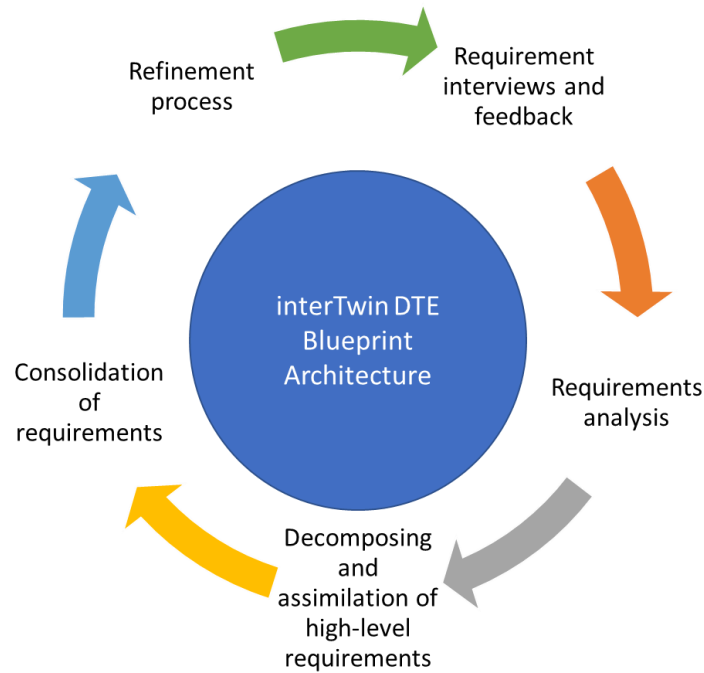 Refinement
process
Requirement
interviews and
feedback
interTwin DTE
Blueprint
Architecture
Consolidation
of
requirements
Requirements
analysis
Decomposing
and
assimilation of
high-level
requirements